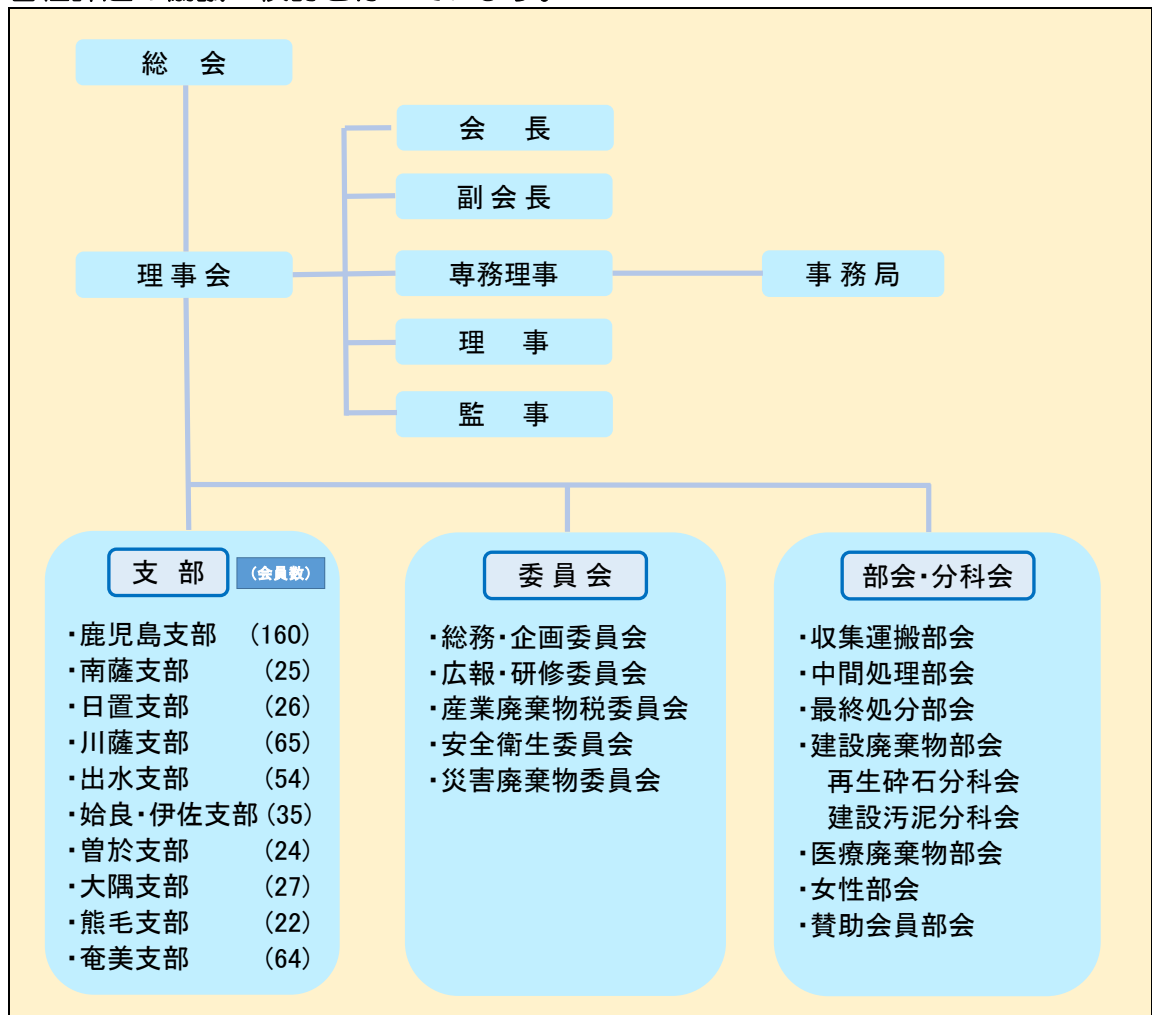 総 会
会 長
副 会 長
理 事 会
専務理事
事 務 局
理 事
監 事
支 部
(会員数)
・鹿児島支部 (160)
・南薩支部 (25)
・日置支部 (26)
・川薩支部 (65)
・出水支部 (54)
・姶良・伊佐支部 (35)
・曽於支部 (24)
・大隅支部 (27)
・熊毛支部 (22)
・奄美支部 (64)
委 員 会
・総務・企画委員会
・広報・研修委員会
・産業廃棄物税委員会
・安全衛生委員会
・災害廃棄物委員会
部会・分科会
・収集運搬部会
・中間処理部会
・最終処分部会
・建設廃棄物部会
再生砕石分科会
建設汚泥分科会
・医療廃棄物部会
・女性部会
・賛助会員部会